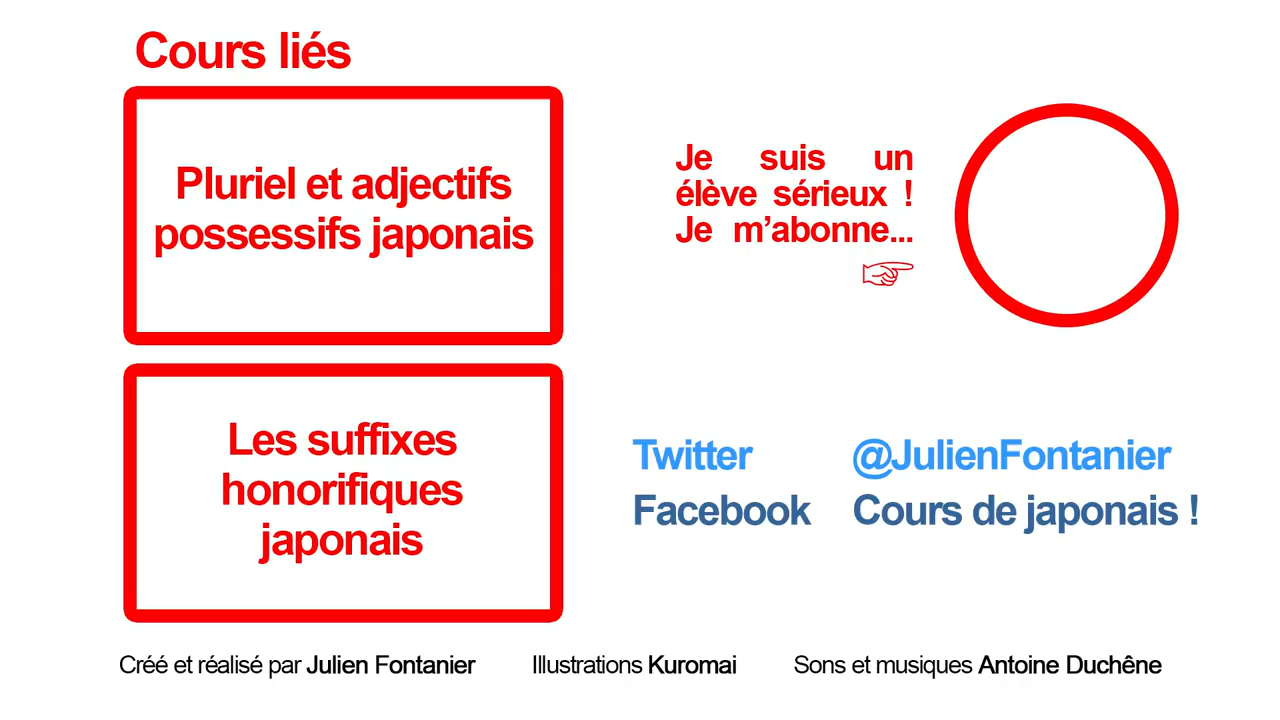 Cours liés
Pluriel et adjectifs
possessifs japonais
Les suffixes
honorifiques
japonais
Je suis un
élève sérieux !
Je m’abonne...
☞
Twitter @JulienFontanier
Facebook Cours de japonais !
Créé et réalisé par Julien Fontanier Illustrations Kuromai Sons et musiques Antoine Duchêne